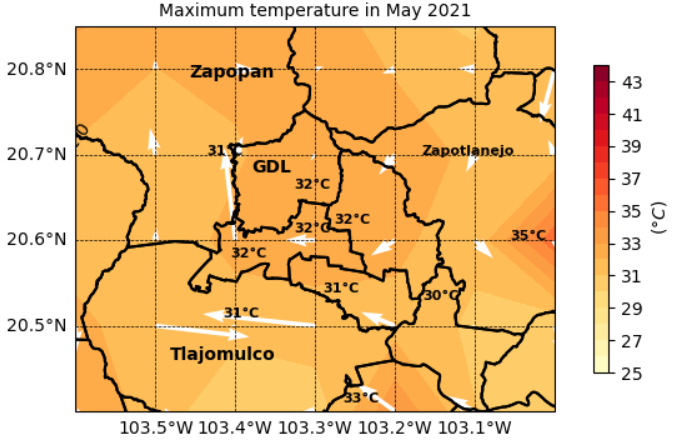 Maximum temperature in May 2021
20.8°N
20.7°N
20.6°N
20.5°N
Zapopan
31°
GDL
Zapotlanejo
32°C
32°C
32°C
32°C
35°C
31°C
30°C
31°C
Tlajomulco
33°C
103.5°W 103.4°W 103.3°W 103.2°W 103.1°W
43
41
39
37
35
33
31
29
27
25
(°C)